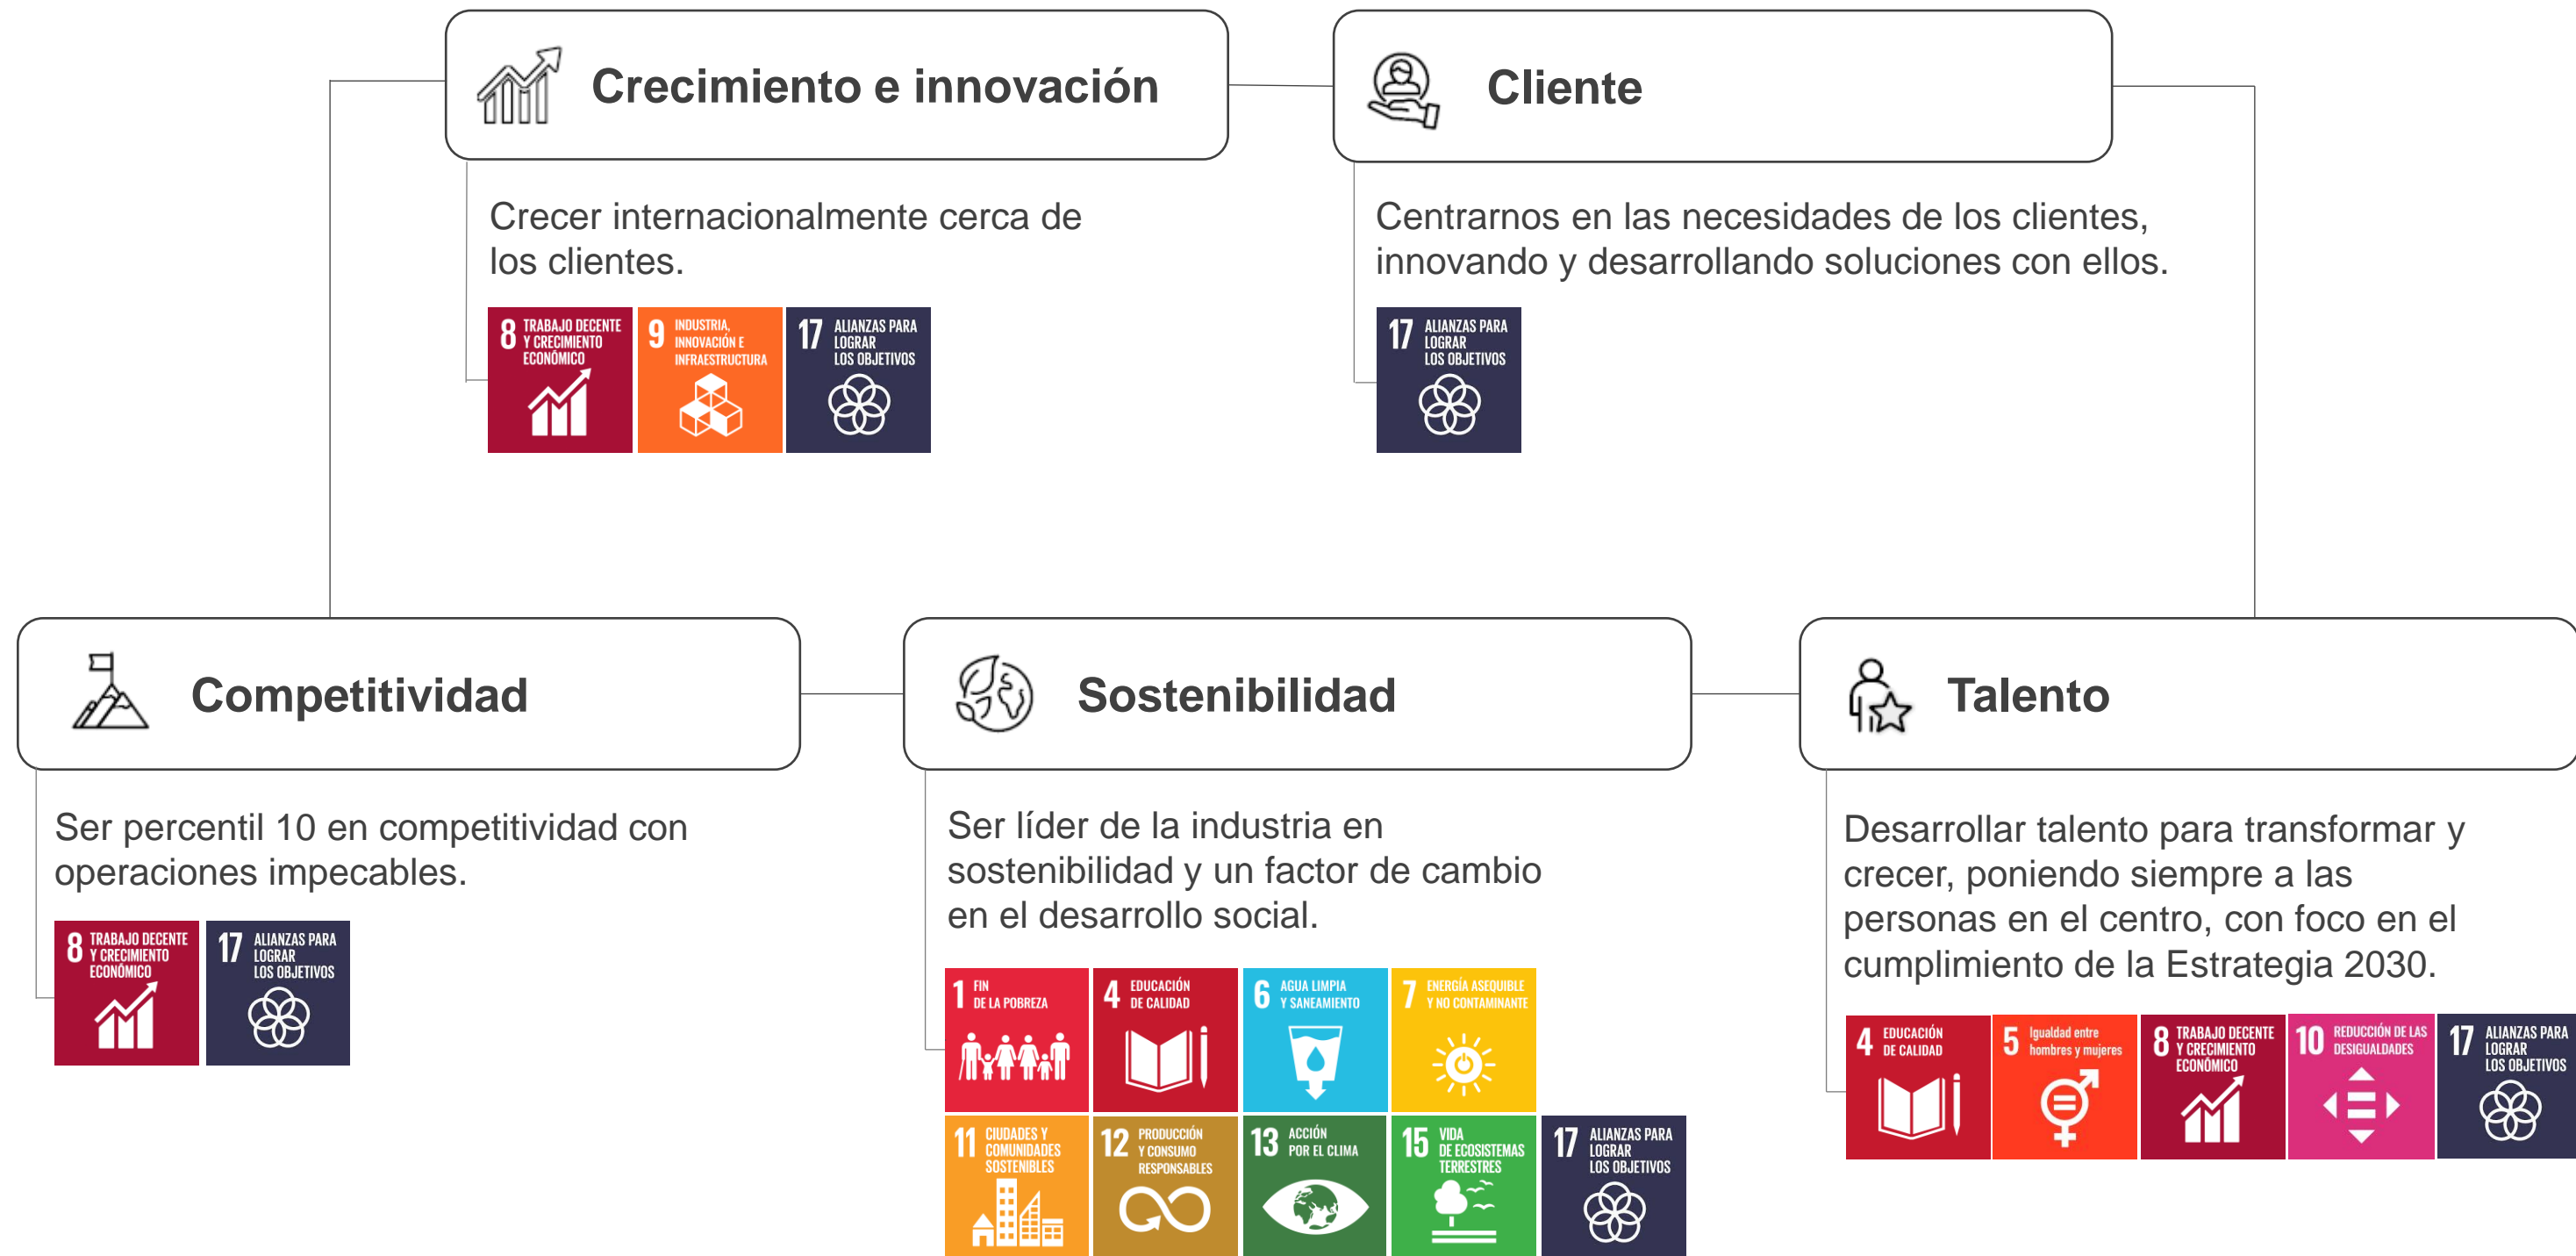 Crecimiento e innovación
Crecer internacionalmente cerca de
los clientes.
8 TRABAJO DECENTE
Y CRECIMIENTO
ECONÓMICO
9 INDUSTRIA,
INNOVACIÓN E
INFRAESTRUCTURA
17 ALIANZAS PARA
LOGRAR
LOS OBJETIVOS
Cliente
Centrarnos en las necesidades de los clientes,
innovando y desarrollando soluciones con ellos.
17 ALIANZAS PARA
LOGRAR
LOS OBJETIVOS
Competitividad
Ser percentil 10 en competitividad con
operaciones impecables.
8 TRABAJO DECENTE
Y CRECIMIENTO
ECONÓMICO
17 ALIANZAS PARA
LOGRAR
LOS OBJETIVOS
Sostenibilidad
Ser líder de la industria en
sostenibilidad y un factor de cambio
en el desarrollo social.
1 FIN
DE LA POBREZA
4 EDUCACIÓN
DE CALIDAD
6 AGUA LIMPIA
Y SANEAMIENTO
7 ENERGÍA ASEQUIBLE
Y NO CONTAMINANTE
11 CIUDADES Y
COMUNIDADES
SOSTENIBLES
12 PRODUCCIÓN
Y CONSUMO
RESPONSABLES
13 ACCIÓN
POR EL CLIMA
15 VIDA
DE ECOSISTEMAS
TERRESTRES
17 ALIANZAS PARA
LOGRAR
LOS OBJETIVOS
Talento
Desarrollar talento para transformar y
crecer, poniendo siempre a las
personas en el centro, con foco en el
cumplimiento de la Estrategia 2030.
4 EDUCACIÓN
DE CALIDAD
5 Igualdad entre
hombres y mujeres
8 TRABAJO DECENTE
Y CRECIMIENTO
ECONÓMICO
10 REDUCCIÓN DE LAS
DESIGUALDADES
17 ALIANZAS PARA
LOGRAR
LOS OBJETIVOS